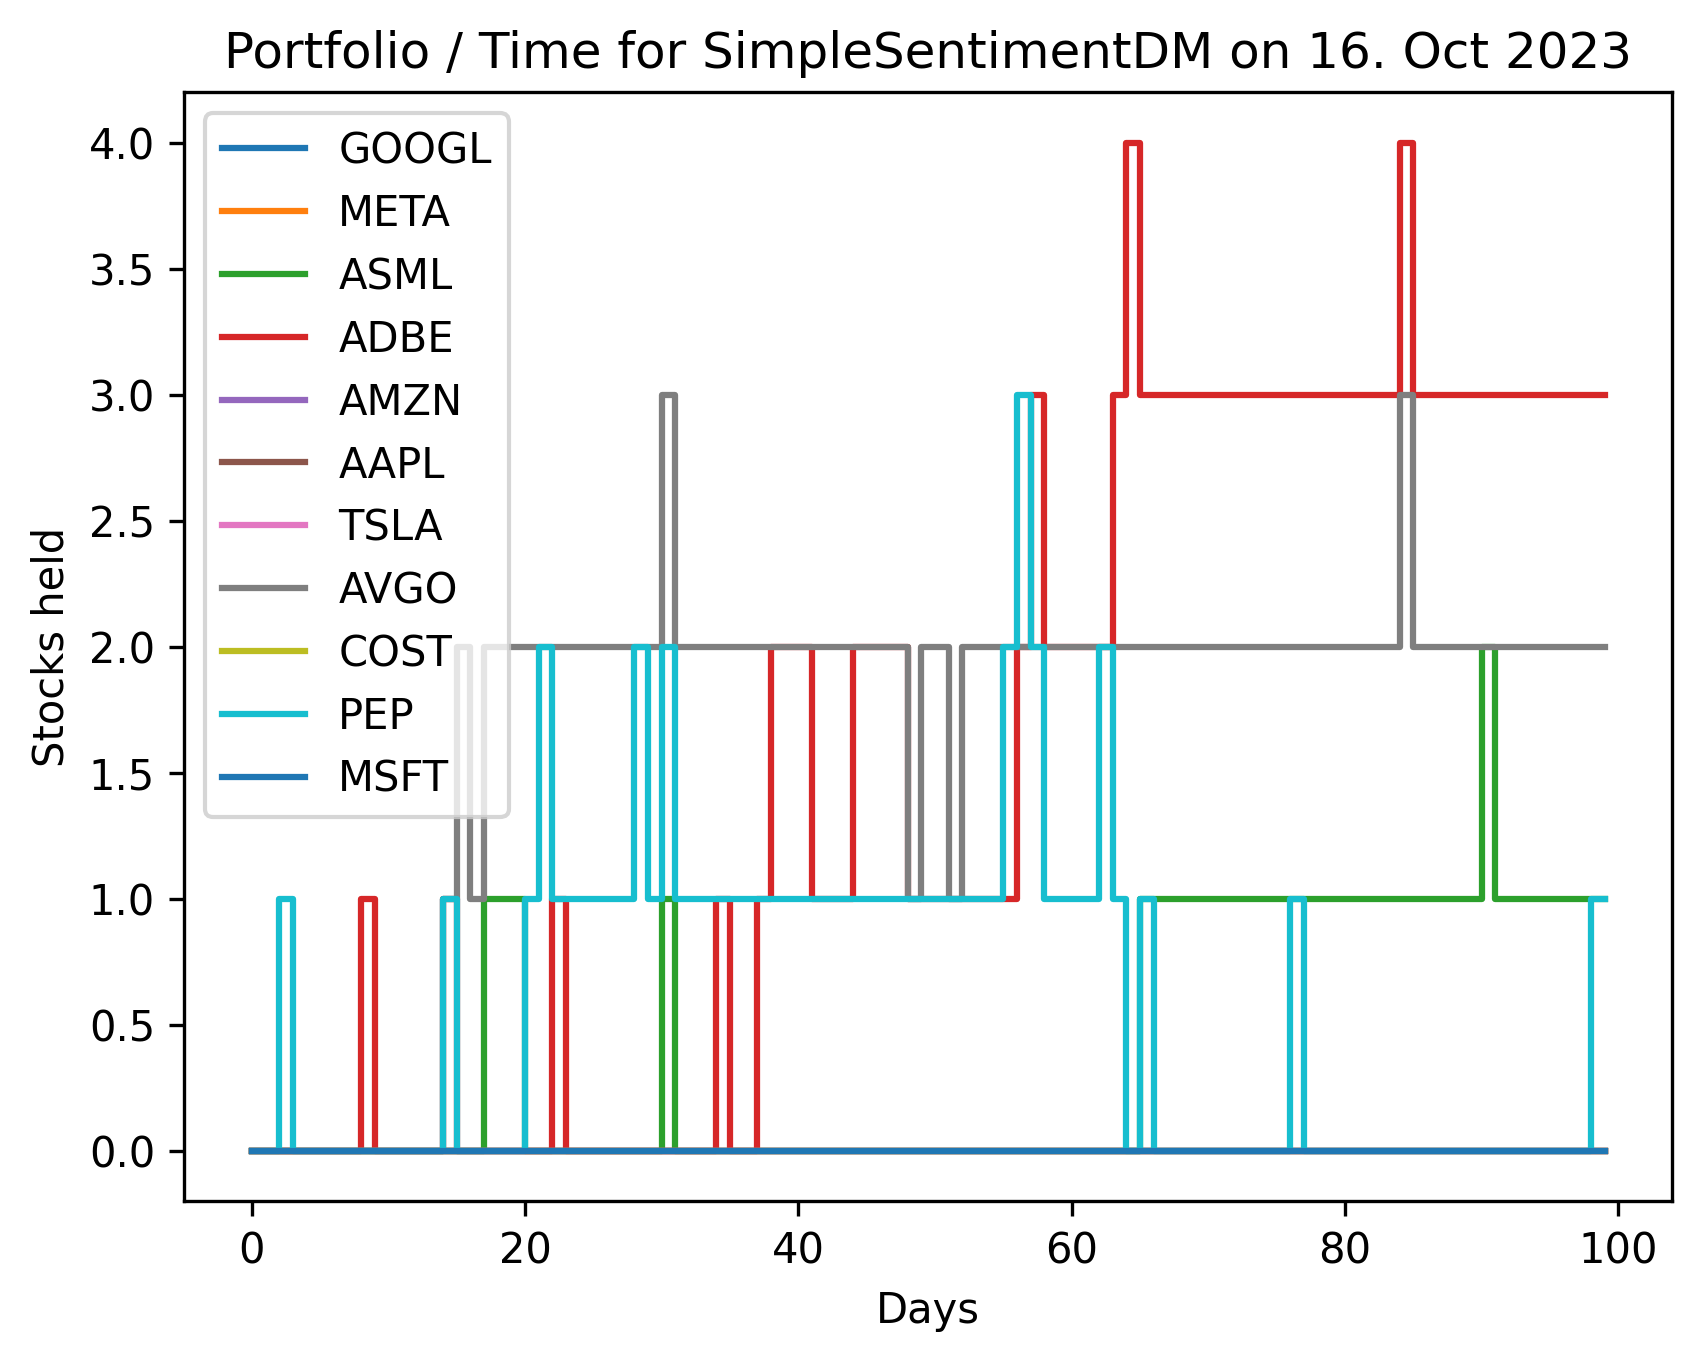 Portfolio / Time for SimpleSentimentDM on 16. Oct 2023
4.0
3.5
3.0
2.5
2.0
1.5
1.0
0.5
0.0
Stocks held
GOOGL
META
ASML
ADBE
AMZN
AAPL
TSLA
AVGO
COST
PEP
MSFT
0 20 40 60 80 100
Days